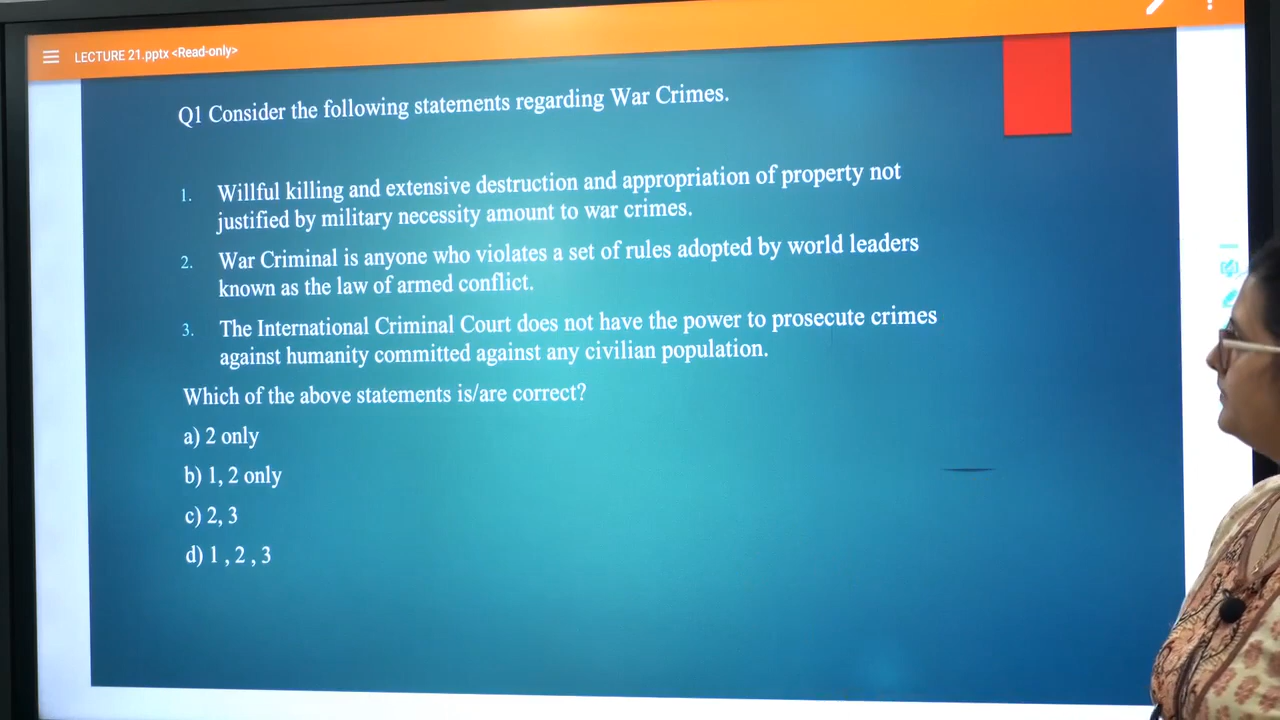 LECTURE 21.pptx <Read-only>
Q1 Consider the following statements regarding War Crimes.
1. Willful killing and extensive destruction and appropriation of property not
justified by military necessity amount to war crimes.
2. War Criminal is anyone who violates a set of rules adopted by world leaders
known as the law of armed conflict.
3. The International Criminal Court does not have the power to prosecute crimes
against humanity committed against any civilian population.
Which of the above statements is/are correct?
a) 2 only
b) 1, 2 only
c) 2, 3
d) 1 , 2 , 3